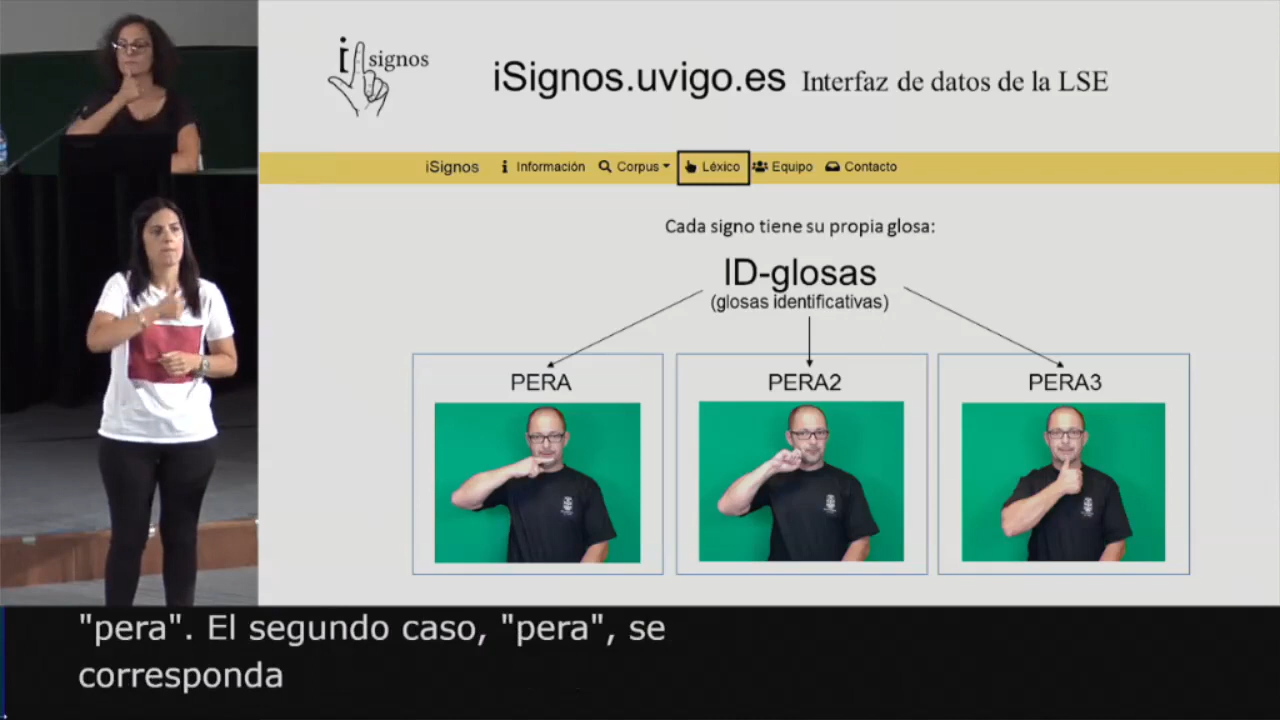 i signos
iSignos.uvigo.es Interfaz de datos de la LSE
iSignos Información Corpus Léxico Equipo Contacto
Cada signo tiene su propia glosa:
ID-glosas
(glosas identificativas)
PERA PERA2 PERA3
"pera". El segundo caso, "pera", se
corresponda